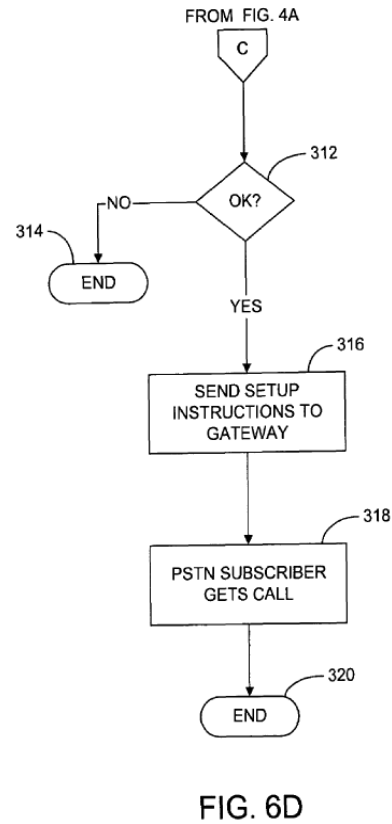 FROM FIG. 4A
C
312
OK?
NO
314
END
YES
316
SEND SETUP
INSTRUCTIONS TO
GATEWAY
318
PSTN SUBSCRIBER
GETS CALL
320
END
FIG. 6D